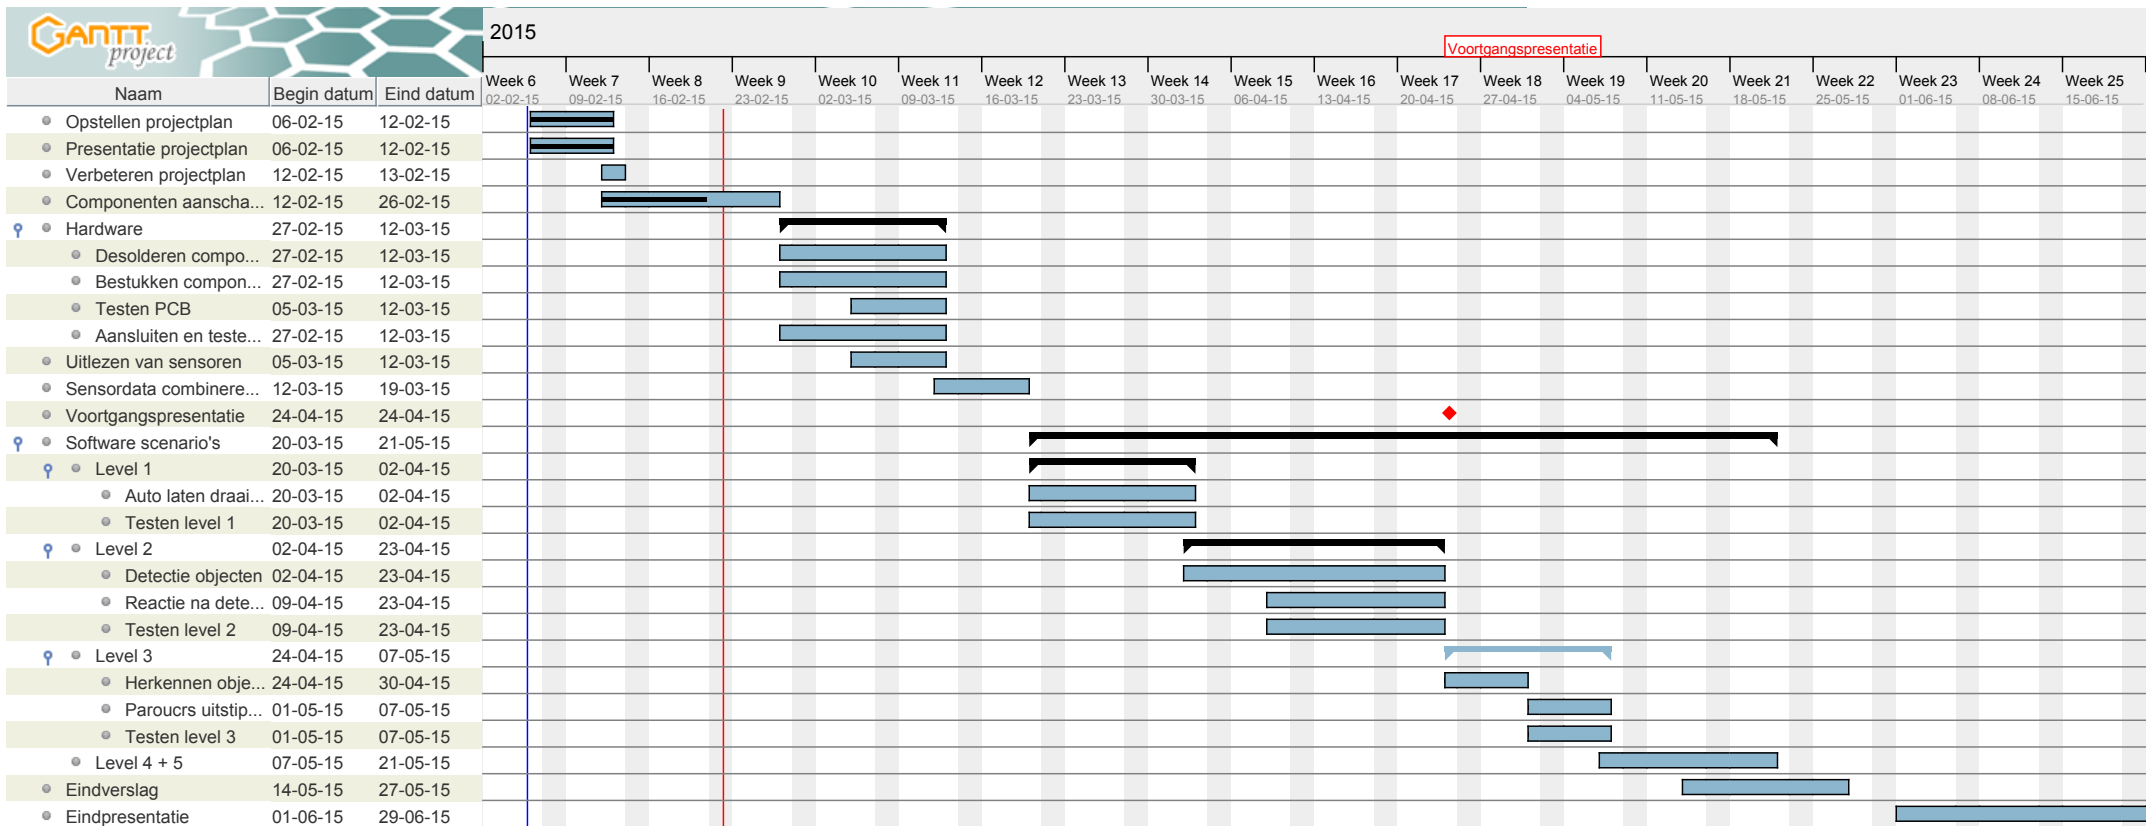 GANTT
project
2015
Voortgangspresentatie
Week 6 Week 7 Week 8 Week 9 Week 10 Week 11 Week 12 Week 13 Week 14 Week 15 Week 16 Week 17 Week 18 Week 19 Week 20 Week 21 Week 22 Week 23 Week 24 Week 25
Naam Begin datum Eind datum
02-02-15 09-02-15 16-02-15 23-02-15 02-03-15 09-03-15 16-03-15 23-03-15 30-03-15 06-04-15 13-04-15 20-04-15 27-04-15 04-05-15 11-05-15 18-05-15 25-05-15 01-06-15 08-06-15 15-06-15
Opstellen projectplan 06-02-15 12-02-15
Presentatie projectplan 06-02-15 12-02-15
Verbeteren projectplan 12-02-15 13-02-15
Componenten aanscha... 12-02-15 26-02-15
Hardware 27-02-15 12-03-15
Desolderen compo... 27-02-15 12-03-15
Bestukken compon... 27-02-15 12-03-15
Testen PCB 05-03-15 12-03-15
Aansluiten en teste... 27-02-15 12-03-15
Uitlezen van sensoren 05-03-15 12-03-15
Sensordata combinere... 12-03-15 19-03-15
Voortgangspresentatie 24-04-15 24-04-15
Software scenario's 20-03-15 21-05-15
Level 1 20-03-15 02-04-15
Auto laten draai... 20-03-15 02-04-15
Testen level 1 20-03-15 02-04-15
Level 2 02-04-15 23-04-15
Detectie objecten 02-04-15 23-04-15
Reactie na dete... 09-04-15 23-04-15
Testen level 2 09-04-15 23-04-15
Level 3 24-04-15 07-05-15
Herkennen obje... 24-04-15 30-04-15
Paroucrs uitstip... 01-05-15 07-05-15
Testen level 3 01-05-15 07-05-15
Level 4 + 5 07-05-15 21-05-15
Eindverslag 14-05-15 27-05-15
Eindpresentatie 01-06-15 29-06-15